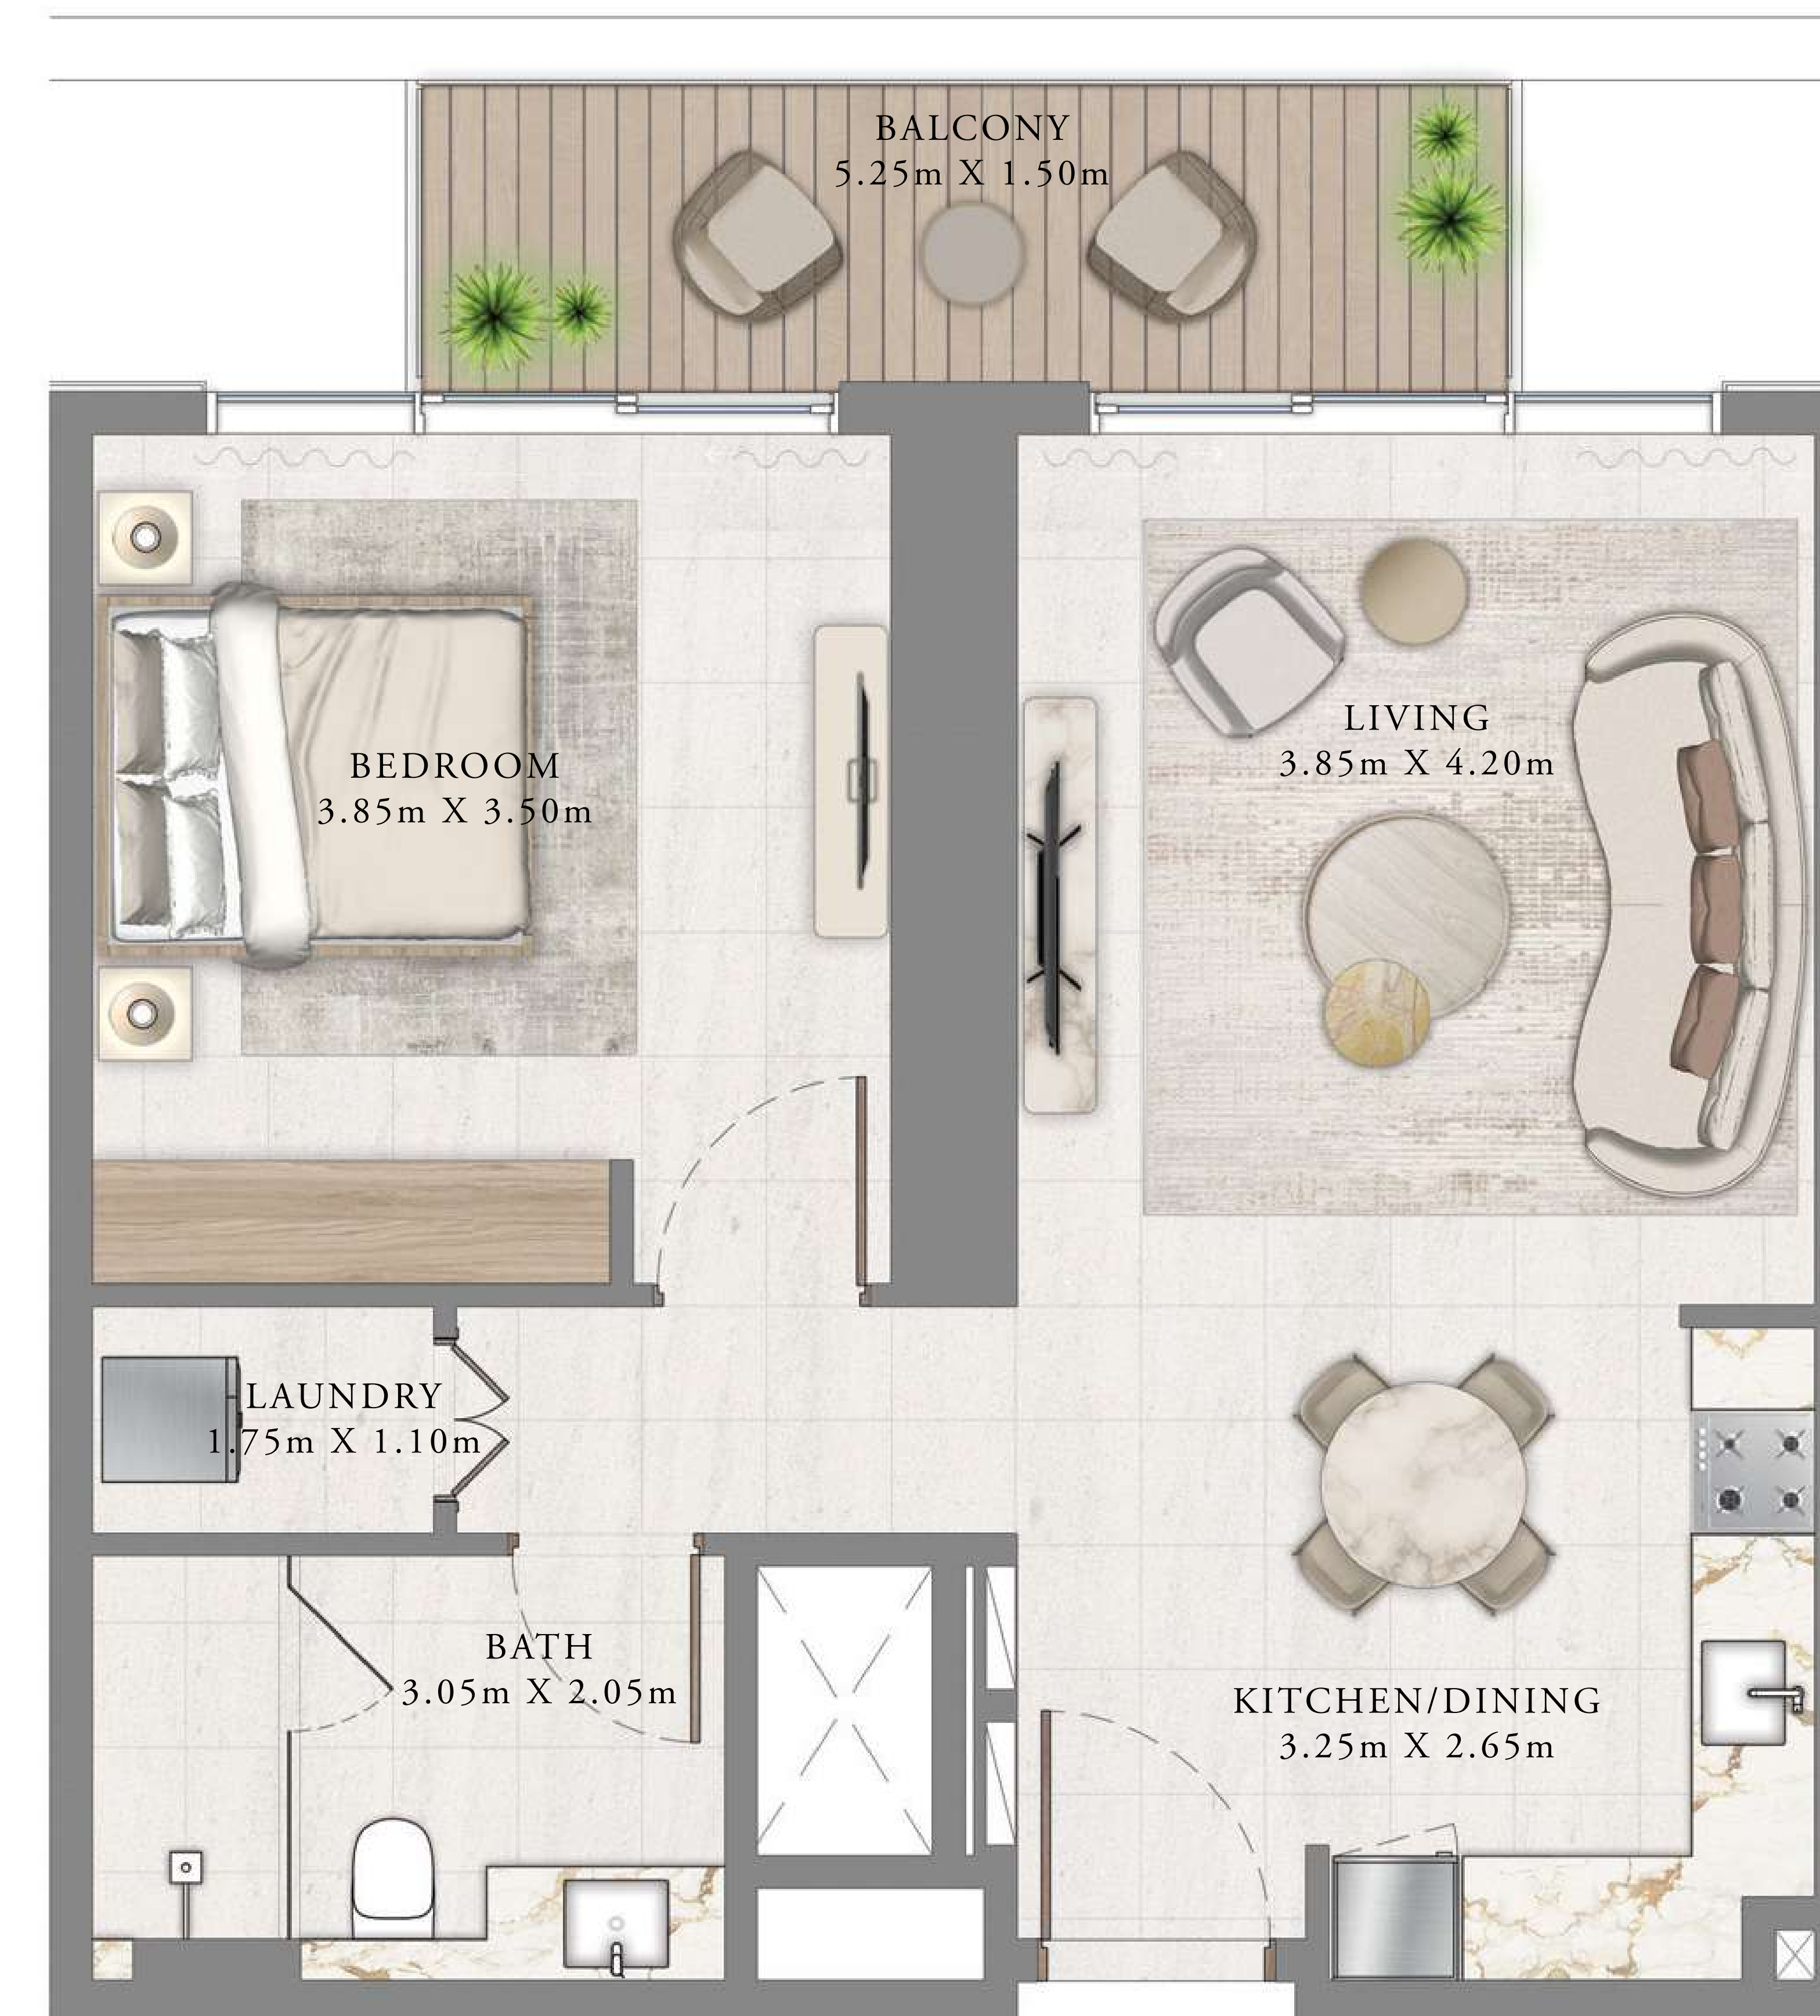 BALCONY
5.25m X 1.50m
BEDROOM
3.85m X 3.50m
LIVING
3.85m X 4.20m
LAUNDRY
1.75m X 1.10m
BATH
3.05m X 2.05m
KITCHEN/DINING
3.25m X 2.65m